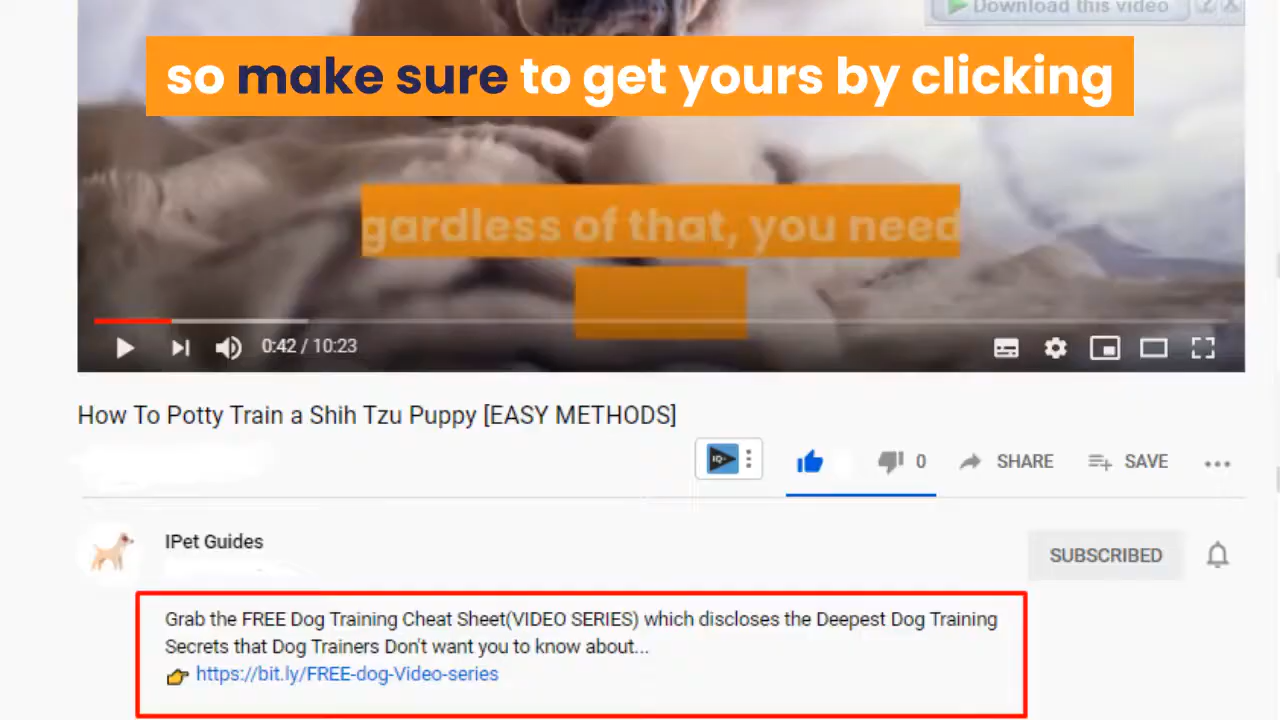 Download this video
so make sure to get yours by clicking
gardless of that, you need
0:42 / 10:23
How To Potty Train a Shih Tzu Puppy [EASY METHODS]
IQ
0
SHARE
SAVE
IPet Guides
SUBSCRIBED
Grab the FREE Dog Training Cheat Sheet(VIDEO SERIES) which discloses the Deepest Dog Training
Secrets that Dog Trainers Don't want you to know about...
https://bit.ly/FREE-dog-Video-series